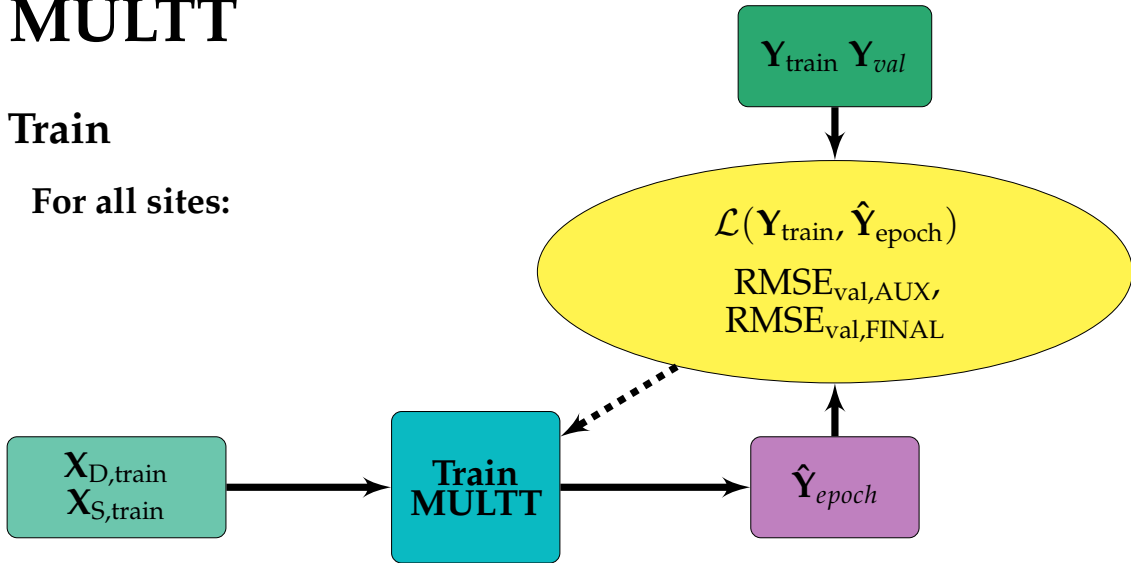 MULTT
Train
For all sites:
Y_train Y_val
ℒ(Y_train, Ŷ_epoch)
RMSE_val,AUX,
RMSE_val,FINAL
X_D,train
X_S,train
Train
MULTT
Ŷ_epoch